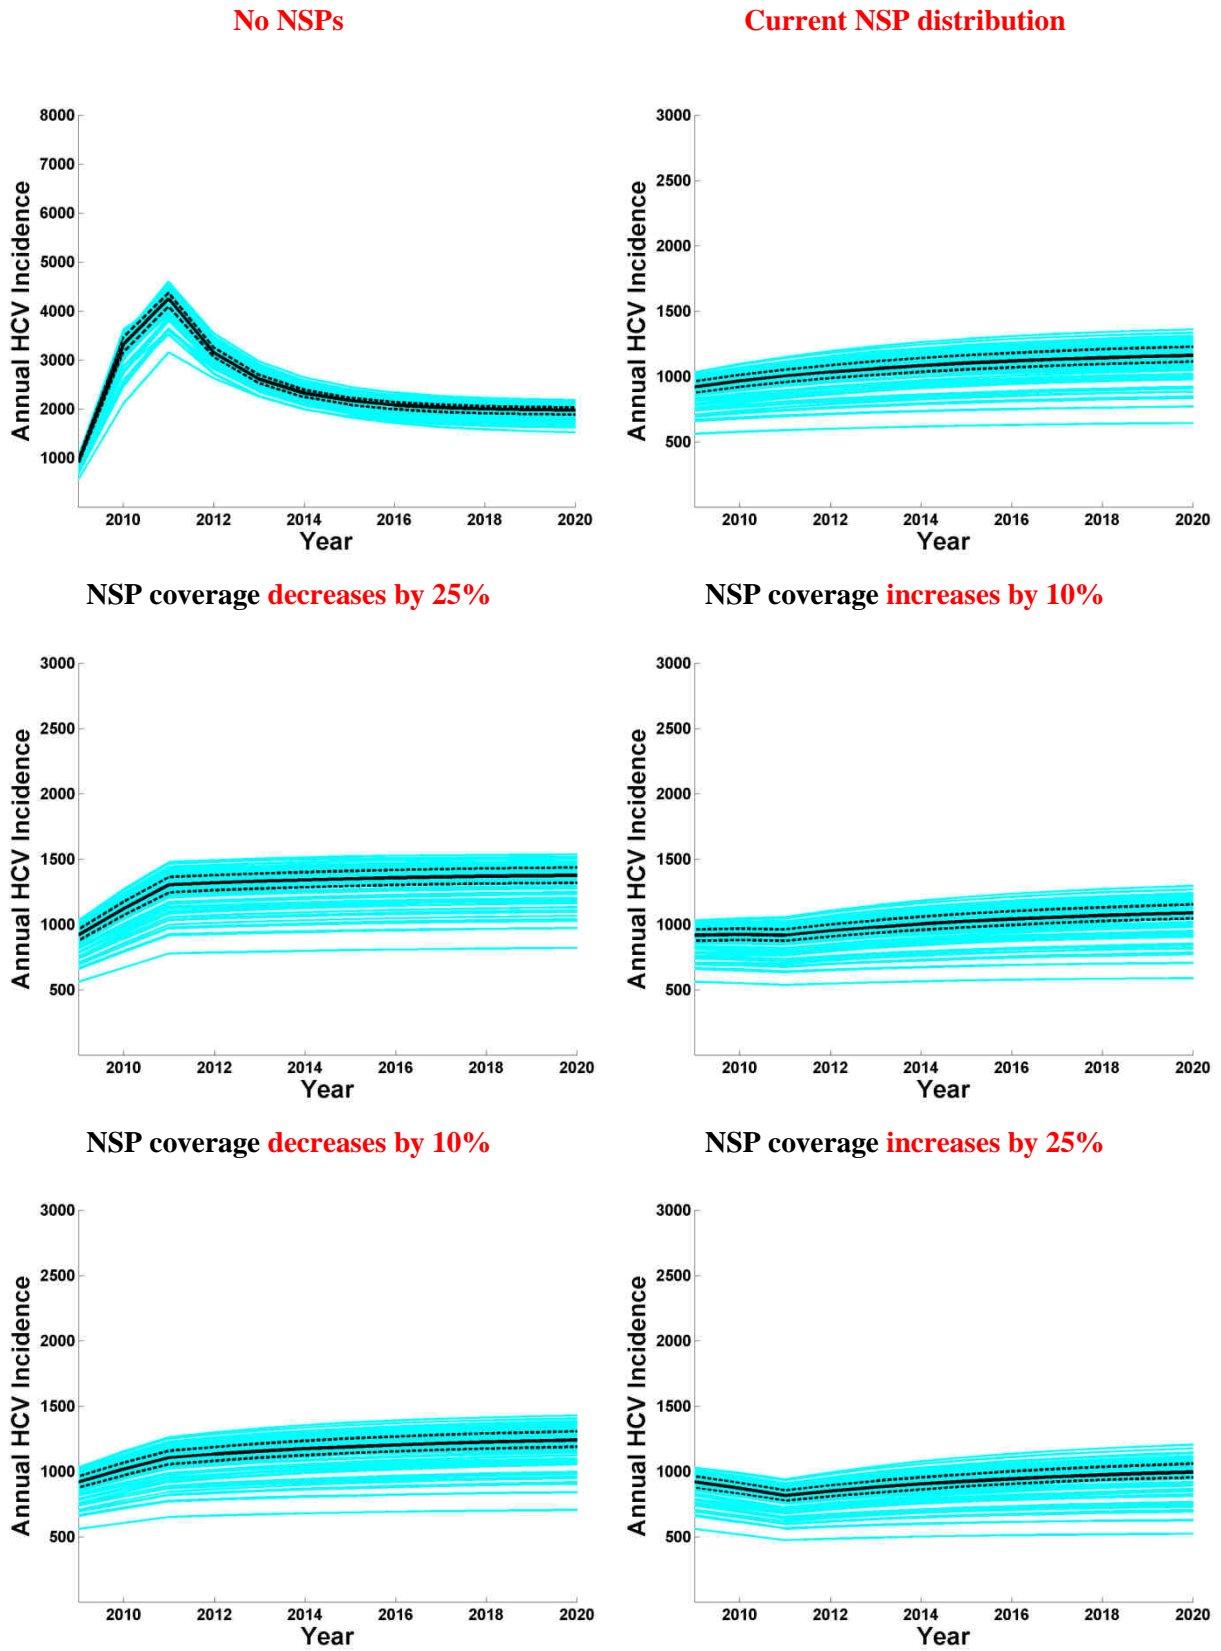 No NSPs
Current NSP distribution
8000
7000
6000
5000
4000
3000
2000
1000
Annual HCV Incidence
2010 2012 2014 2016 2018 2020
Year
3000
2500
2000
1500
1000
500
Annual HCV Incidence
2010 2012 2014 2016 2018 2020
Year
NSP coverage decreases by 25%
NSP coverage increases by 10%
3000
2500
2000
1500
1000
500
Annual HCV Incidence
2010 2012 2014 2016 2018 2020
Year
3000
2500
2000
1500
1000
500
Annual HCV Incidence
2010 2012 2014 2016 2018 2020
Year
NSP coverage decreases by 10%
NSP coverage increases by 25%
3000
2500
2000
1500
1000
500
Annual HCV Incidence
2010 2012 2014 2016 2018 2020
Year
3000
2500
2000
1500
1000
500
Annual HCV Incidence
2010 2012 2014 2016 2018 2020
Year